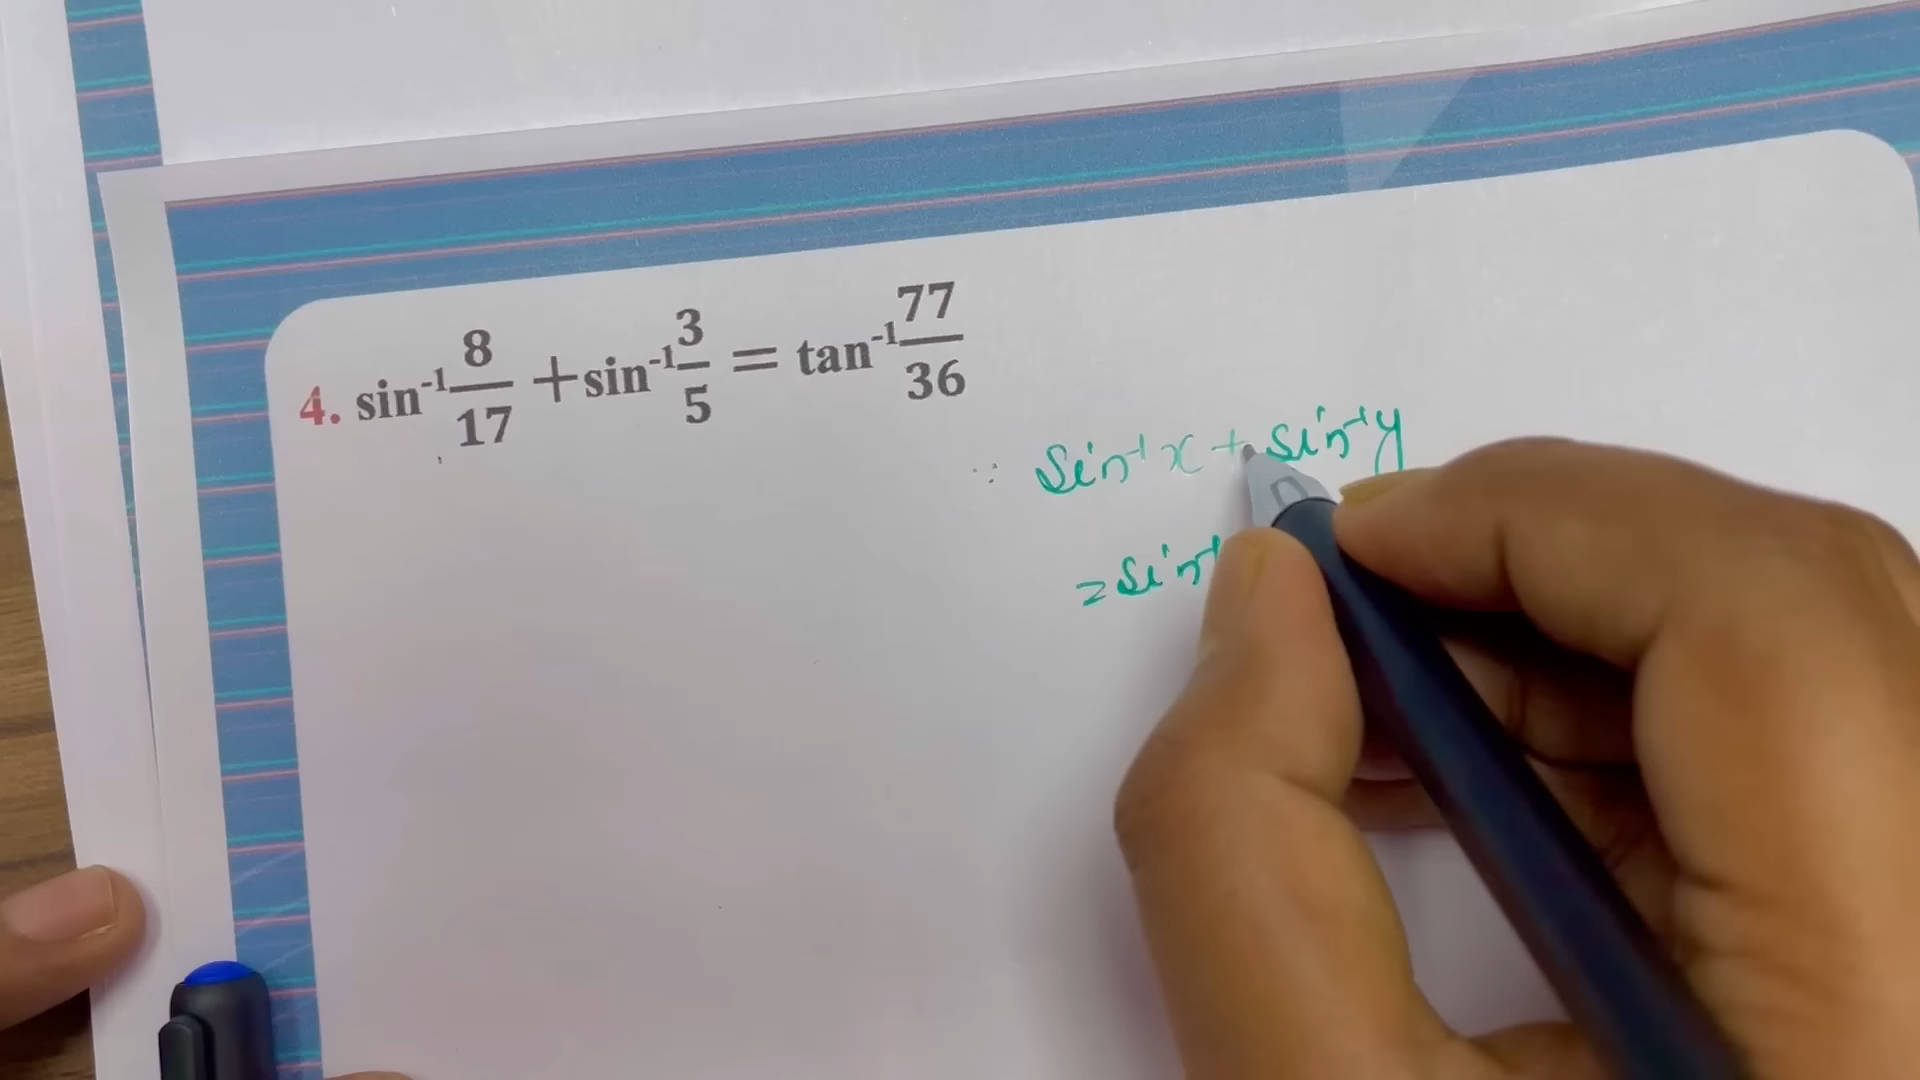 4. sin⁻¹ 8/17 + sin⁻¹ 3/5 = tan⁻¹ 77/36
∵ sin⁻¹x + sin⁻¹y
= sin⁻¹